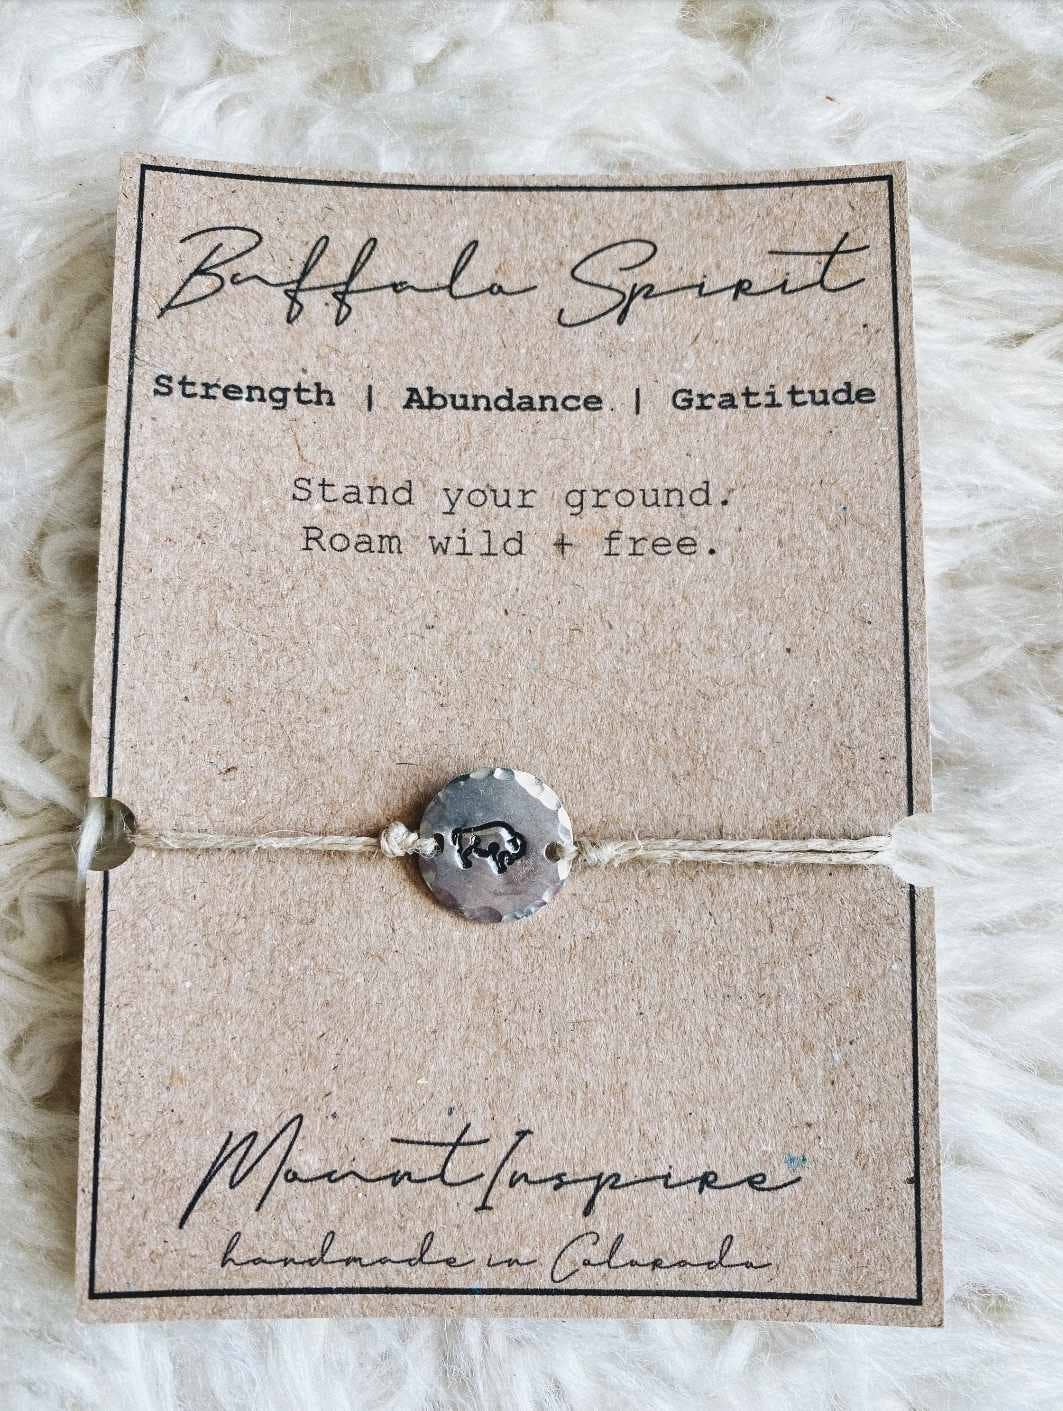 Buffalo Spirit
Strength | Abundance | Gratitude
Stand your ground.
Roam wild + free.
MountInspire
handmade in Colorado